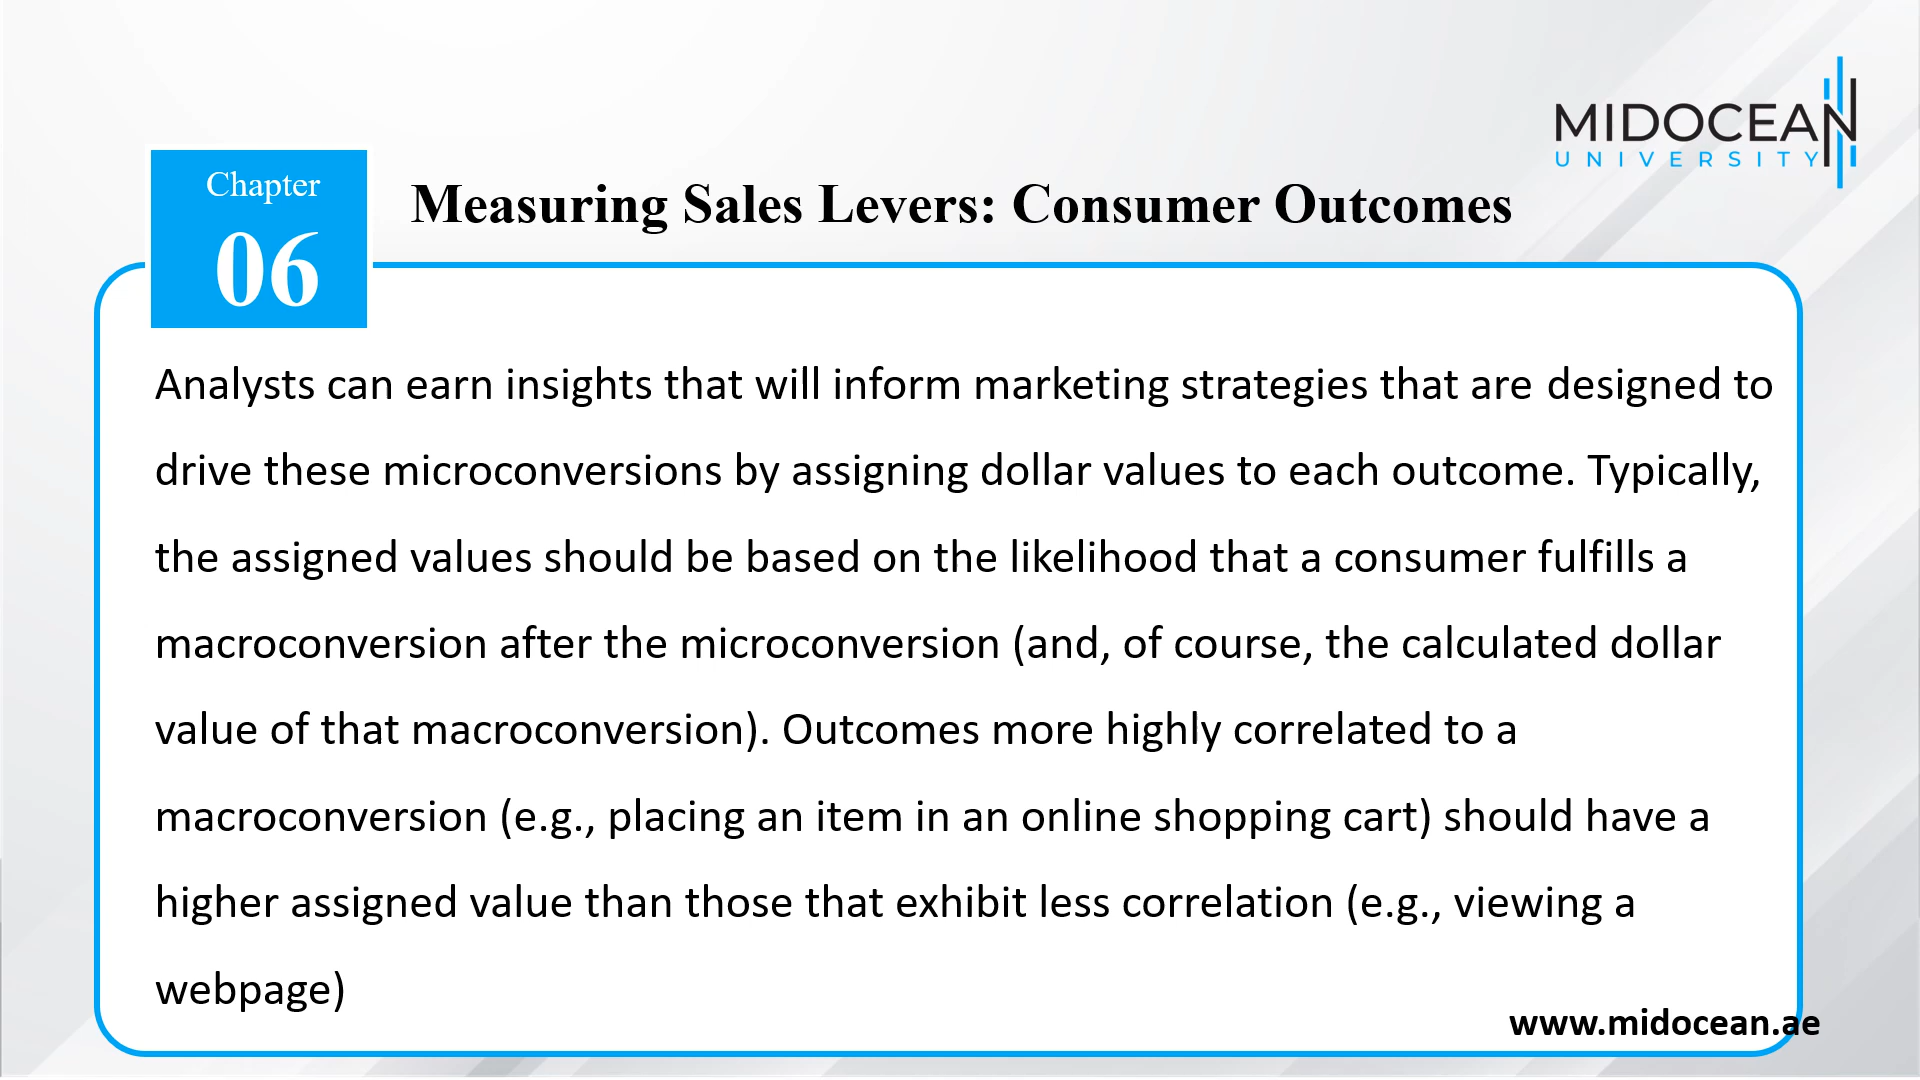 MIDOCEAN
UNIVERSITY
Chapter
06
Measuring Sales Levers: Consumer Outcomes
Analysts can earn insights that will inform marketing strategies that are designed to
drive these microconversions by assigning dollar values to each outcome. Typically,
the assigned values should be based on the likelihood that a consumer fulfills a
macroconversion after the microconversion (and, of course, the calculated dollar
value of that macroconversion). Outcomes more highly correlated to a
macroconversion (e.g., placing an item in an online shopping cart) should have a
higher assigned value than those that exhibit less correlation (e.g., viewing a
webpage)
www.midocean.ae